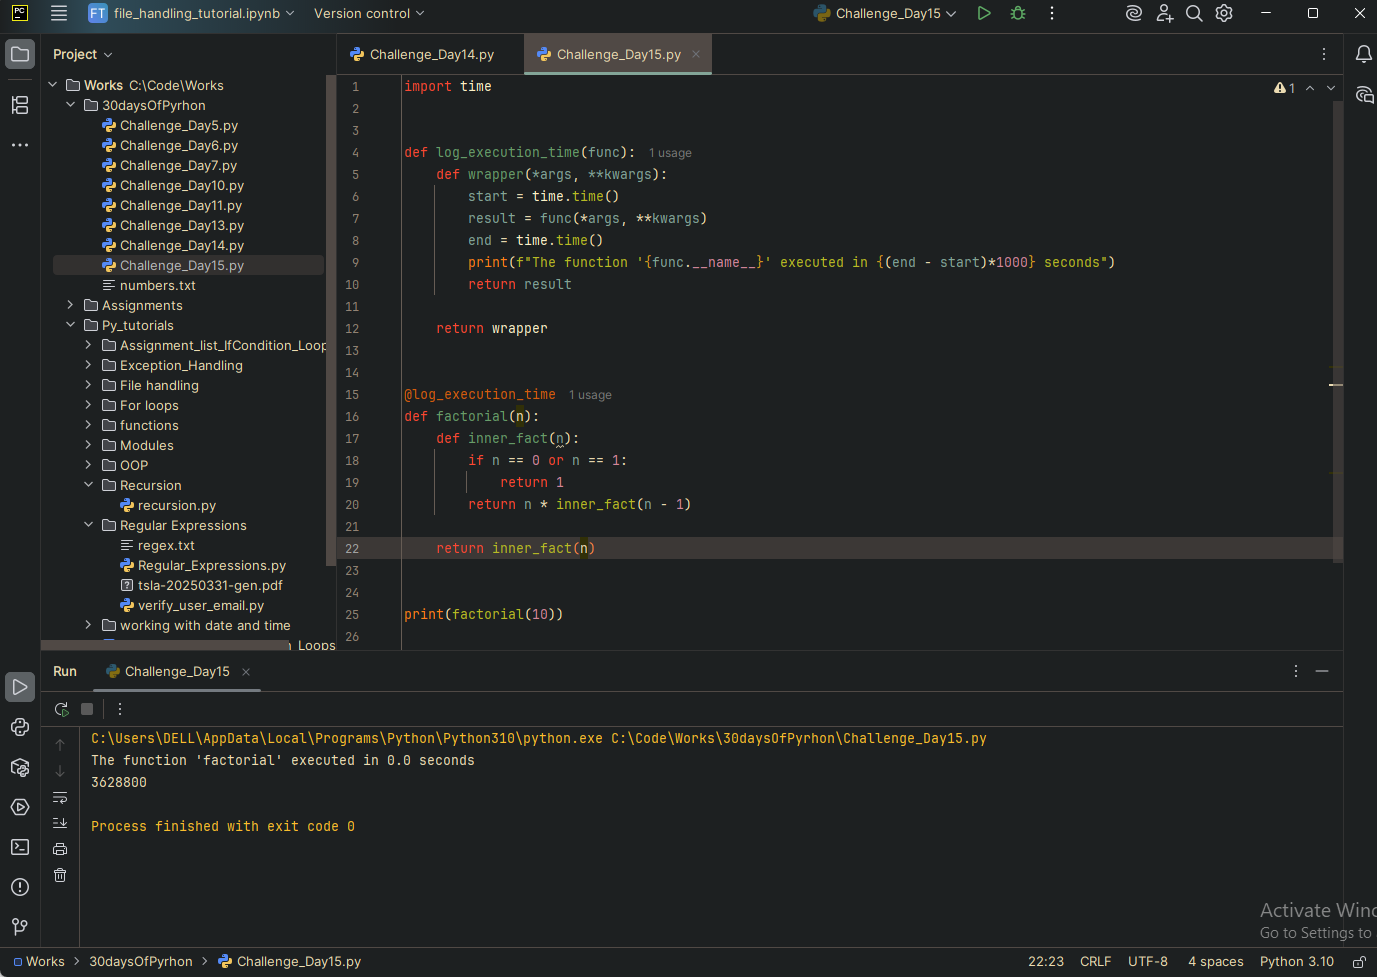 PC
FT file_handling_tutorial.ipynb
Version control
Challenge_Day15
Project
Challenge_Day14.py
Challenge_Day15.py
Works C:\Code\Works
30daysOfPyrhon
Challenge_Day5.py
Challenge_Day6.py
Challenge_Day7.py
Challenge_Day10.py
Challenge_Day11.py
Challenge_Day13.py
Challenge_Day14.py
Challenge_Day15.py
numbers.txt
Assignments
Py_tutorials
Assignment_list_IfCondition_Loop
Exception_Handling
File handling
For loops
functions
Modules
OOP
Recursion
recursion.py
Regular Expressions
regex.txt
Regular_Expressions.py
tsla-20250331-gen.pdf
verify_user_email.py
working with date and time
Loops
1
1 import time
2
3
4 def log_execution_time(func): 1 usage
5 def wrapper(*args, **kwargs):
6 start = time.time()
7 result = func(*args, **kwargs)
8 end = time.time()
9 print(f"The function '{func.__name__}' executed in {(end - start)*1000} seconds")
10 return result
11
12 return wrapper
13
14
15 @log_execution_time 1 usage
16 def factorial(n):
17 def inner_fact(n):
18 if n == 0 or n == 1:
19 return 1
20 return n * inner_fact(n - 1)
21
22 return inner_fact(n)
23
24
25 print(factorial(10))
26
Run Challenge_Day15
C:\Users\DELL\AppData\Local\Programs\Python\Python310\python.exe C:\Code\Works\30daysOfPyrhon\Challenge_Day15.py
The function 'factorial' executed in 0.0 seconds
3628800
Process finished with exit code 0
Activate Wind
Go to Settings to
Works > 30daysOfPyrhon > Challenge_Day15.py
22:23 CRLF UTF-8 4 spaces Python 3.10